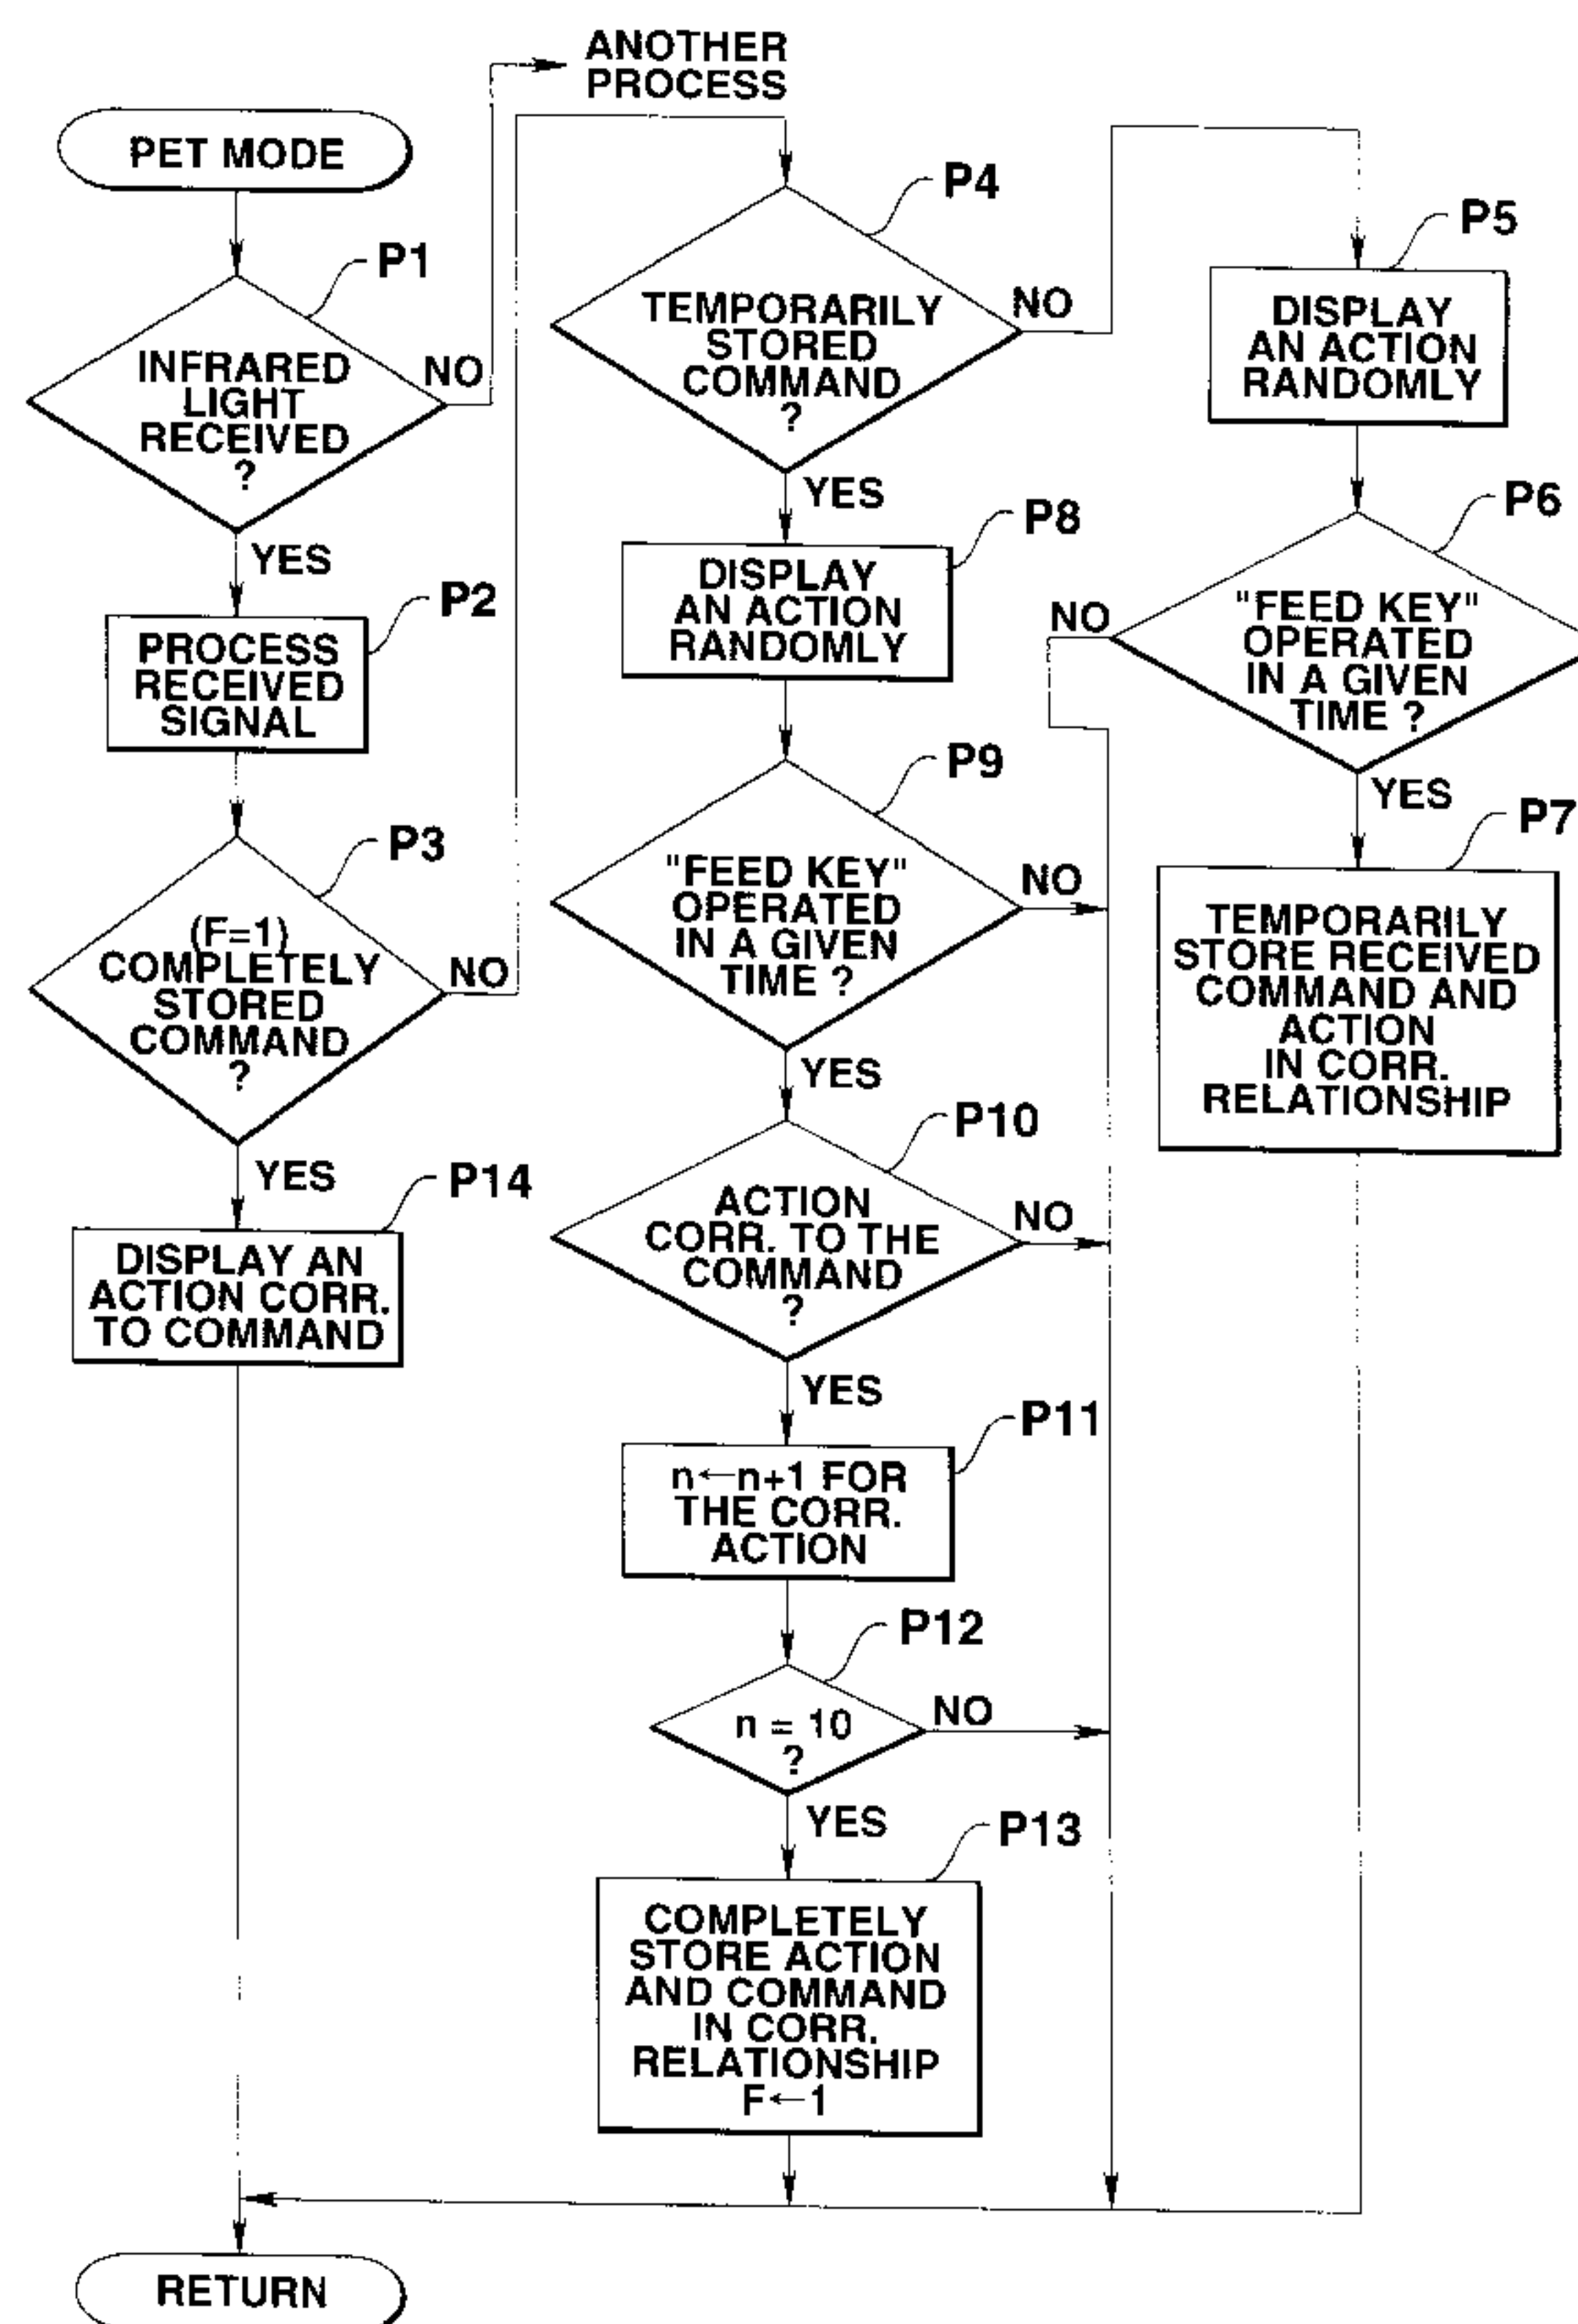 ANOTHER
PROCESS
PET MODE
P1
INFRARED
LIGHT
RECEIVED
?
NO
YES
P2
PROCESS
RECEIVED
SIGNAL
P3
(F=1)
COMPLETELY
STORED
COMMAND
?
NO
YES
P14
DISPLAY AN
ACTION CORR.
TO COMMAND
P4
TEMPORARILY
STORED
COMMAND
?
NO
YES
P8
DISPLAY
AN ACTION
RANDOMLY
P9
"FEED KEY"
OPERATED
IN A GIVEN
TIME ?
NO
YES
P10
ACTION
CORR. TO THE
COMMAND
?
NO
YES
P11
n←n+1 FOR
THE CORR.
ACTION
P12
n = 10
?
NO
YES
P13
COMPLETELY
STORE ACTION
AND COMMAND
IN CORR.
RELATIONSHIP
F←1
P5
DISPLAY
AN ACTION
RANDOMLY
P6
"FEED KEY"
OPERATED
IN A GIVEN
TIME ?
NO
YES
P7
TEMPORARILY
STORE RECEIVED
COMMAND AND
ACTION
IN CORR.
RELATIONSHIP
RETURN